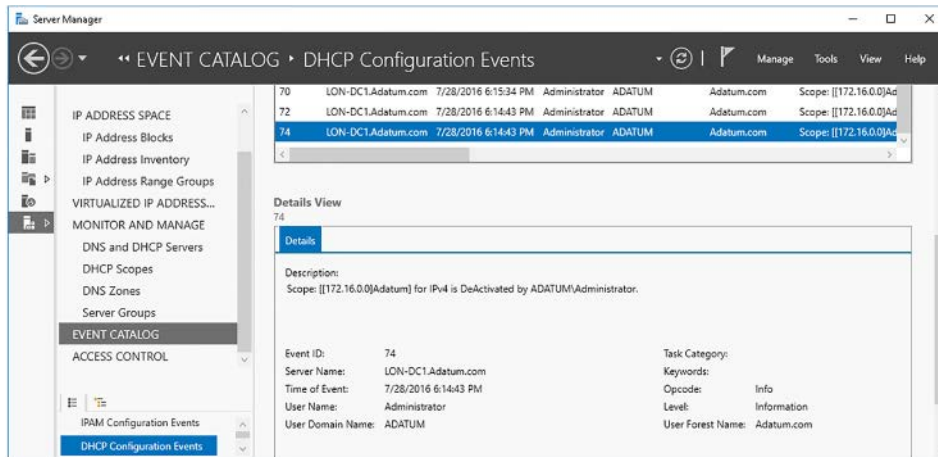 Server Manager
EVENT CATALOG ‣ DHCP Configuration Events
Manage Tools View Help
IP ADDRESS SPACE
IP Address Blocks
IP Address Inventory
IP Address Range Groups
VIRTUALIZED IP ADDRESS...
MONITOR AND MANAGE
DNS and DHCP Servers
DHCP Scopes
DNS Zones
Server Groups
EVENT CATALOG
ACCESS CONTROL
IPAM Configuration Events
DHCP Configuration Events
70 LON-DC1.Adatum.com 7/28/2016 6:15:34 PM Administrator ADATUM Adatum.com Scope: [[172.16.0.0]Ad
72 LON-DC1.Adatum.com 7/28/2016 6:14:43 PM Administrator ADATUM Adatum.com Scope: [[172.16.0.0]Ad
74 LON-DC1.Adatum.com 7/28/2016 6:14:43 PM Administrator ADATUM Adatum.com Scope: [[172.16.0.0]Ad
Details View
74
Details
Description:
Scope: [[172.16.0.0]Adatum] for IPv4 is DeActivated by ADATUM\Administrator.
Event ID: 74 Task Category:
Server Name: LON-DC1.Adatum.com Keywords:
Time of Event: 7/28/2016 6:14:43 PM Opcode: Info
User Name: Administrator Level: Information
User Domain Name: ADATUM User Forest Name: Adatum.com